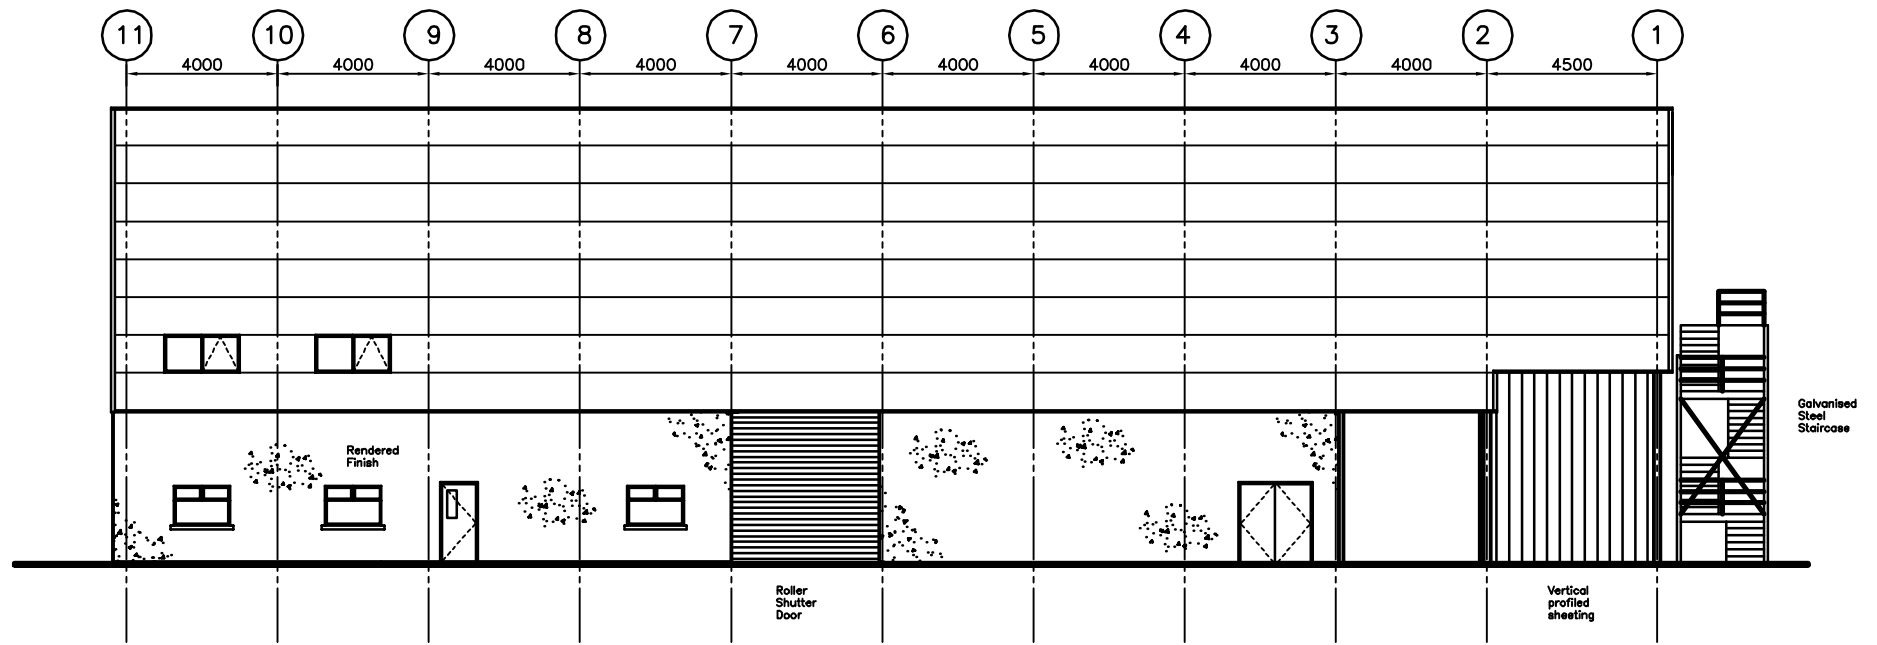 11 10 9 8 7 6 5 4 3 2 1
4000 4000 4000 4000 4000 4000 4000 4000 4000 4500
Galvanised
Steel
Staircase
Rendered
Finish
Roller
Shutter
Door
Vertical
profiled
sheeting